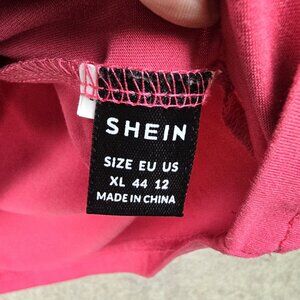 SHEIN
SIZE EU US
XL 44 12
MADE IN CHINA